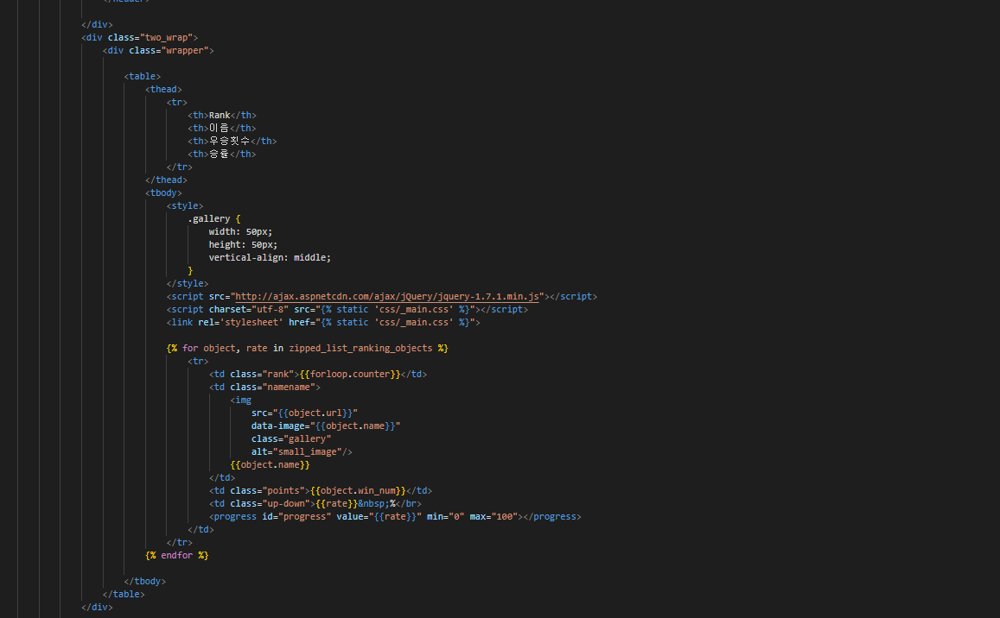 </header>
</div>
<div class="two_wrap">
<div class="wrapper">
<table>
<thead>
<tr>
<th>Rank</th>
<th>이름</th>
<th>우승횟수</th>
<th>승률</th>
</tr>
</thead>
<tbody>
<style>
.gallery {
width: 50px;
height: 50px;
vertical-align: middle;
}
</style>
<script src="http://ajax.aspnetcdn.com/ajax/jQuery/jquery-1.7.1.min.js"></script>
<script charset="utf-8" src="{% static 'css/_main.css' %}"></script>
<link rel='stylesheet' href="{% static 'css/_main.css' %}">
{% for object, rate in zipped_list_ranking_objects %}
<tr>
<td class="rank">{{forloop.counter}}</td>
<td class="namename">
<img
src="{{object.url}}"
data-image="{{object.name}}"
class="gallery"
alt="small_image"/>
{{object.name}}
</td>
<td class="points">{{object.win_num}}</td>
<td class="up-down">{{rate}}&nbsp;%</br>
<progress id="progress" value="{{rate}}" min="0" max="100"></progress>
</td>
</tr>
{% endfor %}
</tbody>
</table>
</div>